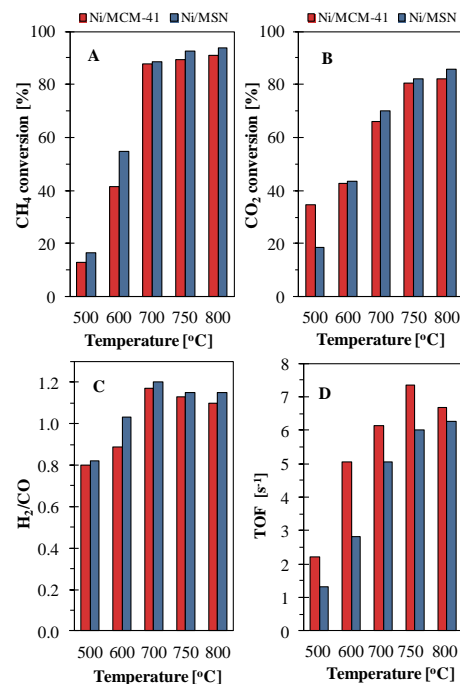 Ni/MCM-41 Ni/MSN
A
CH₄ conversion [%]
100
80
60
40
20
0
500 600 700 750 800
Temperature [°C]
Ni/MCM-41 Ni/MSN
B
CO₂ conversion [%]
100
80
60
40
20
0
500 600 700 750 800
Temperature [°C]
C
H₂/CO
1.2
1.0
0.8
0.6
0.4
0.2
0.0
500 600 700 750 800
Temperature [°C]
D
TOF [s⁻¹]
8
7
6
5
4
3
2
1
0
500 600 700 750 800
Temperature [°C]